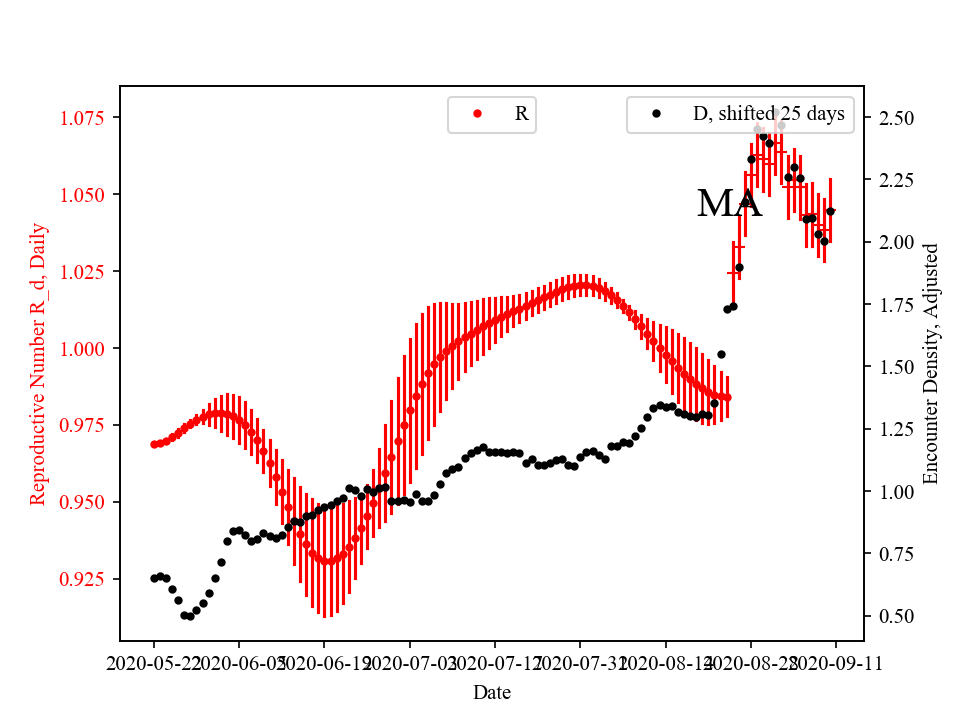 R
D, shifted 25 days
MA
Reproductive Number R_d, Daily
1.075
1.050
1.025
1.000
0.975
0.950
0.925
2.50
2.25
2.00
1.75
1.50
1.25
1.00
0.75
0.50
Encounter Density, Adjusted
2020-05-22 2020-06-05 2020-06-19 2020-07-03 2020-07-17 2020-07-31 2020-08-14 2020-08-28 2020-09-11
Date